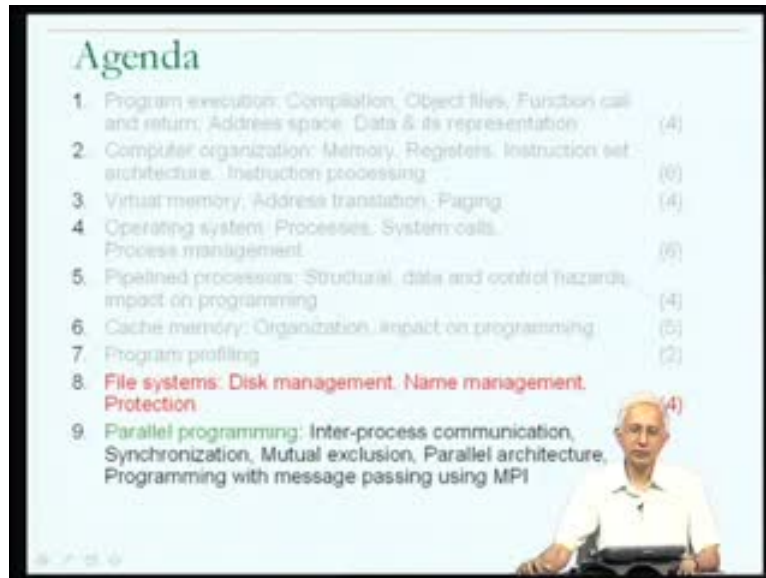 Agenda
1. Program execution: Compilation, Object files, Function call
and return, Address space, Data & its representation (4)
2. Computer organization: Memory, Registers, Instruction set
architecture, Instruction processing (6)
3. Virtual memory, Address translation, Paging (4)
4. Operating system: Processes, System calls,
Process management (6)
5. Pipelined processors: Structural, data and control hazards,
impact on programming (4)
6. Cache memory: Organization, impact on programming (5)
7. Program profiling (2)
8. File systems: Disk management, Name management,
Protection (4)
9. Parallel programming: Inter-process communication,
Synchronization, Mutual exclusion, Parallel architecture,
Programming with message passing using MPI